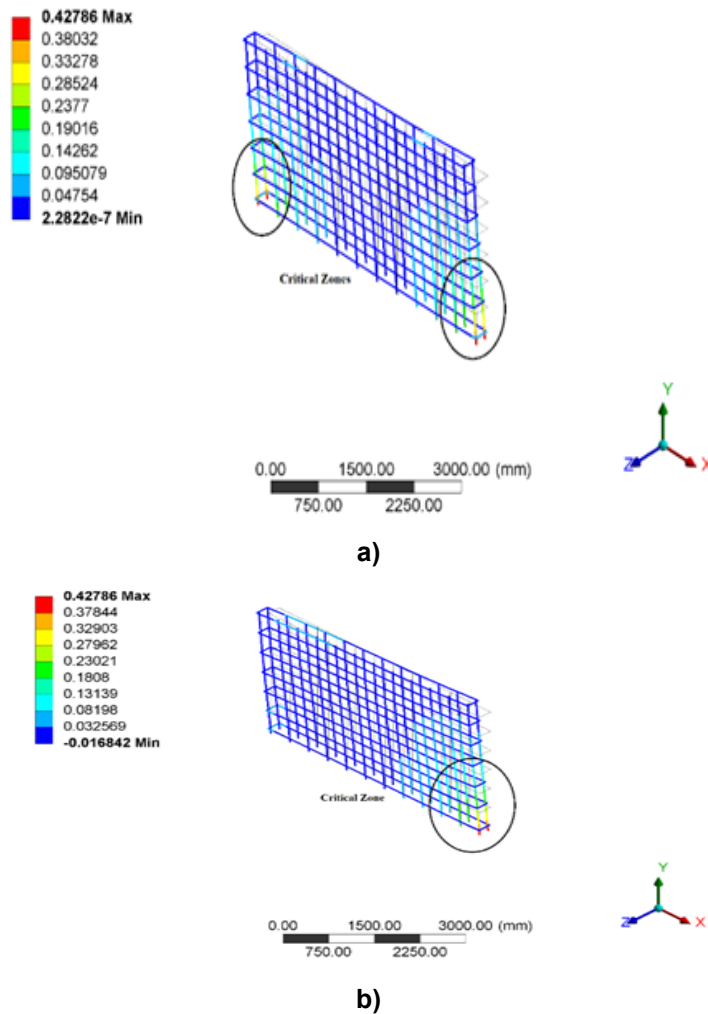 0.42786 Max
0.38032
0.33278
0.28524
0.2377
0.19016
0.14262
0.095079
0.04754
2.2822e-7 Min
Critical Zones
Y
Z
X
0.00 1500.00 3000.00 (mm)
750.00 2250.00
a)
0.42786 Max
0.37844
0.32903
0.27962
0.23021
0.1808
0.13139
0.08198
0.032569
-0.016842 Min
Critical Zone
Y
Z
X
0.00 1500.00 3000.00 (mm)
750.00 2250.00
b)